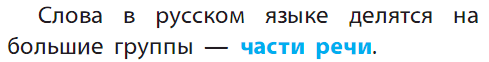 Слова в русском языке делятся на
большие группы — части речи.